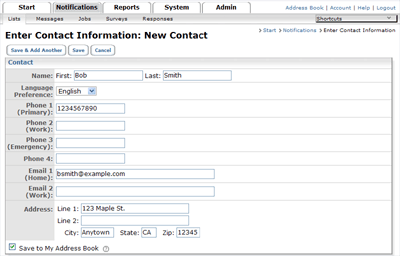 Start Notifications Reports System Admin
Address Book | Account | Help | Logout
Lists Messages Jobs Surveys Responses Shortcuts
Enter Contact Information: New Contact
> Start > Notifications > Enter Contact Information
Save & Add Another Save Cancel
Contact
Name: First: Bob Last: Smith
Language
Preference: English
Phone 1
(Primary): 1234567890
Phone 2
(Work):
Phone 3
(Emergency):
Phone 4:
Email 1
(Home): bsmith@example.com
Email 2
(Work):
Address: Line 1: 123 Maple St.
Line 2:
City: Anytown State: CA Zip: 12345
Save to My Address Book ?